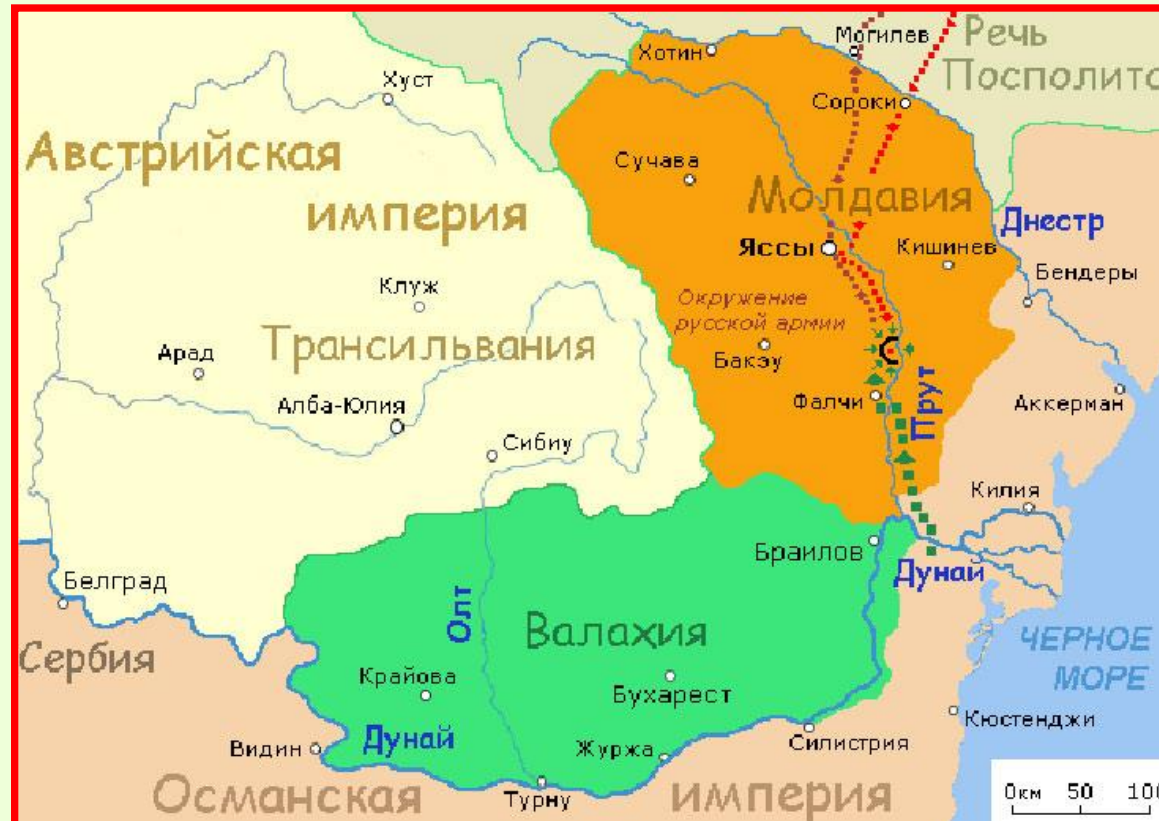 Могилев
Речь
Посполито
Хотин
Хуст
Сороки
Австрийская
империя
Сучава
Молдавия
Днестр
Яссы
Кишинев
Бендеры
Клуж
Окружение
русской армии
Трансильвания
Арад
Бакэу
Алба-Юлия
Фалчи
Прут
Аккерман
Сибиу
Килия
Браилов
Дунай
Белград
Олт
Валахия
ЧЕРНОЕ
МОРЕ
Сербия
Крайова
Бухарест
Кюстенджи
Видин
Дунай
Журжа
Силистрия
Османская
империя
Турну
0км 50 100